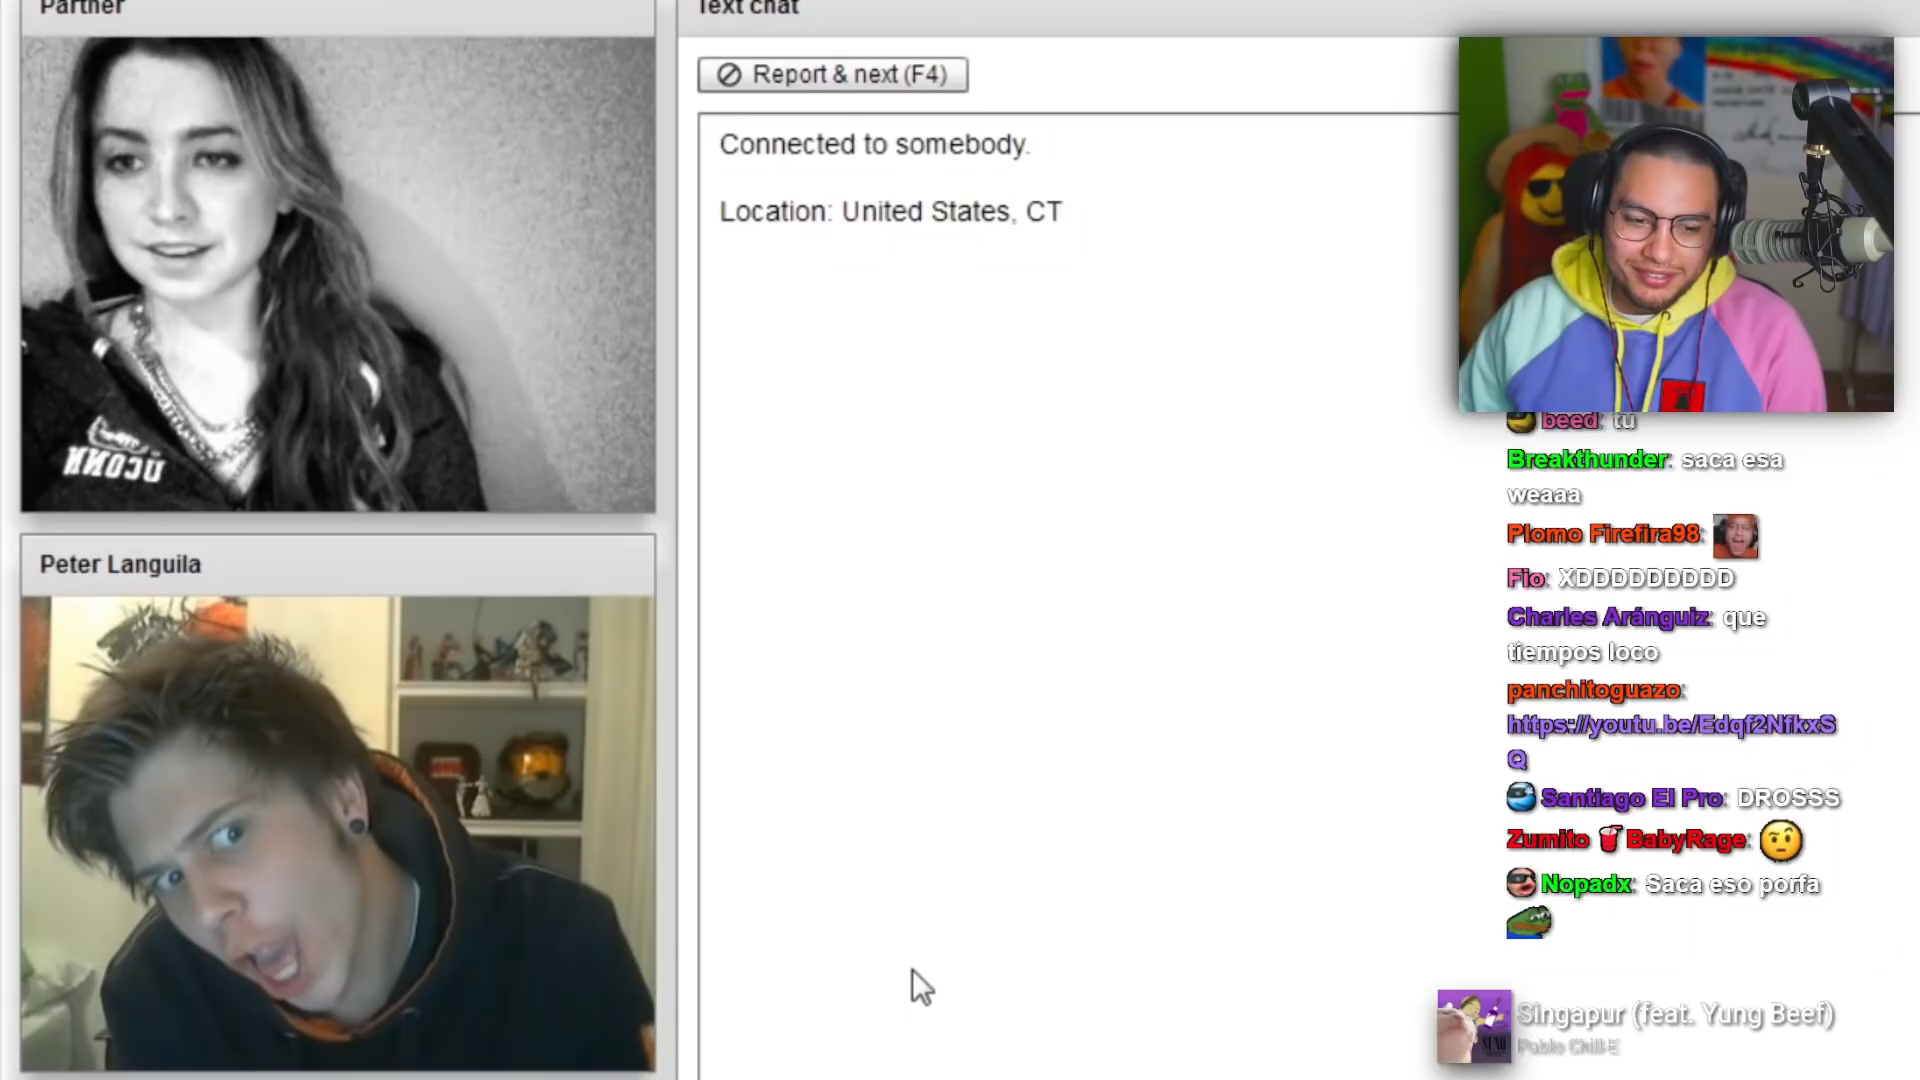 Partner
Text chat
Report & next (F4)
Connected to somebody.
Location: United States, CT
UCONN
Peter Languila
beed: tu
Breakthunder: saca esa
weaaa
Plomo Firefira98:
Fio: XDDDDDDDDD
Charles Aránguiz: que
tiempos loco
panchitoguazo:
https://youtu.be/Edqf2NfkxS
Q
Santiago El Pro: DROSSS
Zumito BabyRage:
Nopadx: Saca eso porfa
Singapur (feat. Yung Beef)
Pablo Chill-E